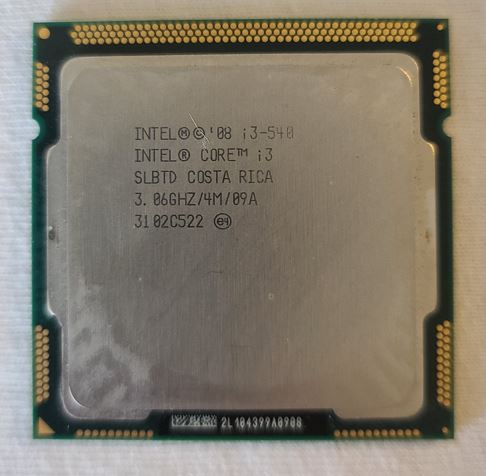 INTEL®©'08 i3-540
INTEL® CORE™ i3
SLBTD COSTA RICA
3.06GHZ/4M/09A
3102C522 e4
2L104399A0908